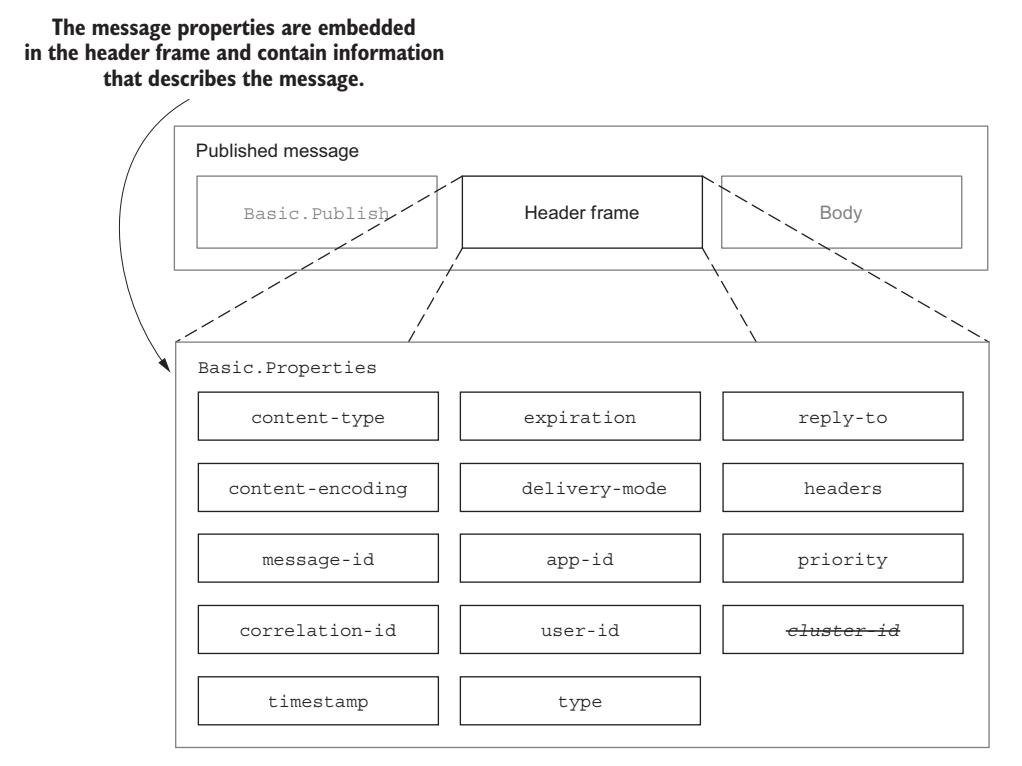 The message properties are embedded
in the header frame and contain information
that describes the message.
Published message
Basic.Publish
Header frame
Body
Basic.Properties
content-type
expiration
reply-to
content-encoding
delivery-mode
headers
message-id
app-id
priority
correlation-id
user-id
cluster-id
timestamp
type